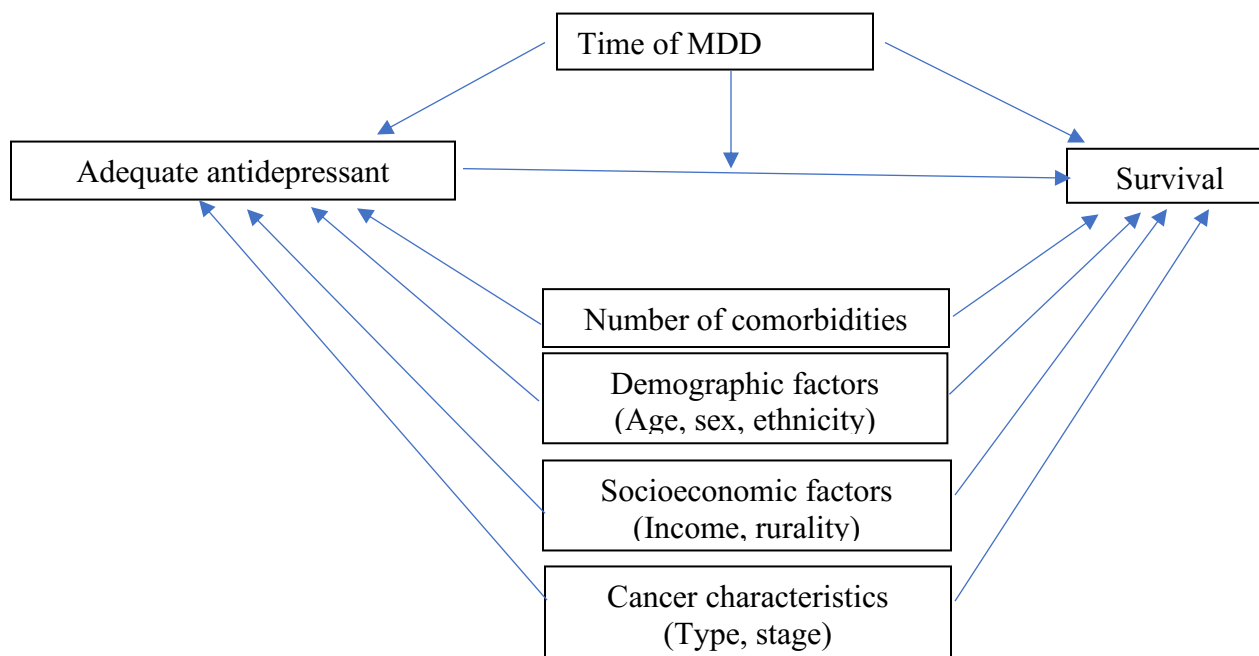 Time of MDD
Adequate antidepressant
Survival
Number of comorbidities
Demographic factors
(Age, sex, ethnicity)
Socioeconomic factors
(Income, rurality)
Cancer characteristics
(Type, stage)